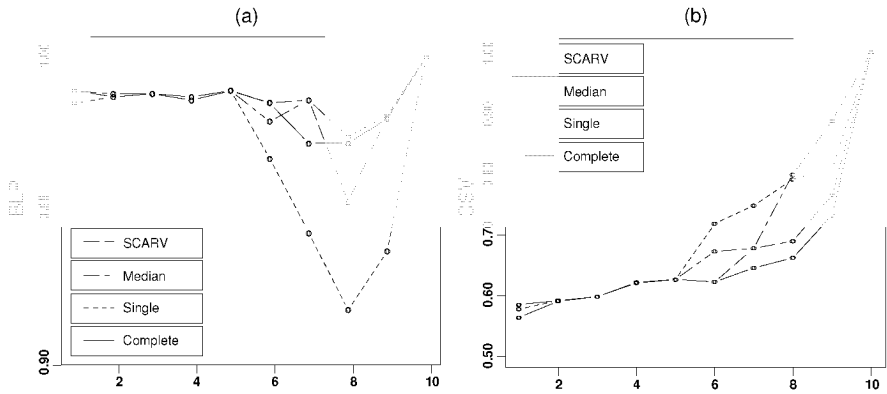 (a)
SCARV
Median
Single
Complete
0.90
2 4 6 8 10
(b)
SCARV
Median
Single
Complete
0.70
0.60
0.50
2 4 6 8 10